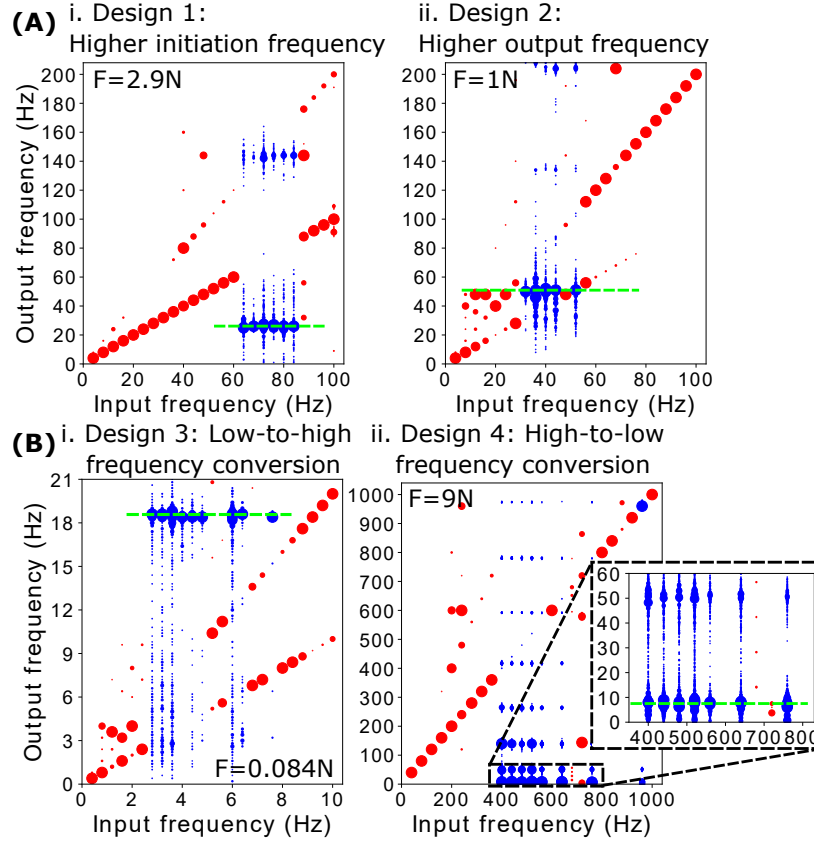 (A)
i. Design 1:
Higher initiation frequency
F=2.9N
Output frequency (Hz)
200
180
160
140
120
100
80
60
40
20
0
0 20 40 60 80 100
Input frequency (Hz)
ii. Design 2:
Higher output frequency
F=1N
200
180
160
140
120
100
80
60
40
20
0
0 20 40 60 80 100
Input frequency (Hz)
(B)
i. Design 3: Low-to-high
frequency conversion
F=0.084N
Output frequency (Hz)
21
18
15
12
9
6
3
0
0 2 4 6 8 10
Input frequency (Hz)
ii. Design 4: High-to-low
frequency conversion
F=9N
1000
900
800
700
600
500
400
300
200
100
0
0 200 400 600 800 1000
Input frequency (Hz)
60
50
40
30
20
10
0
400 500 600 700 800